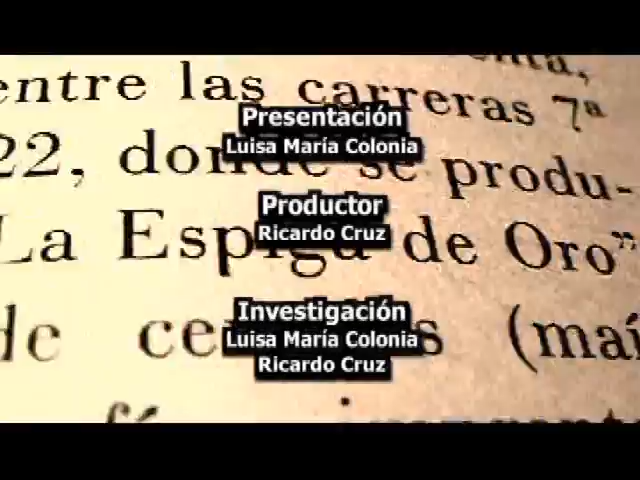 entre las carreras 7ª
22, donde se produ-
La Espiga de Oro”
de ce s (maí
Presentación
Luisa María Colonia
Productor
Ricardo Cruz
Investigación
Luisa María Colonia
Ricardo Cruz